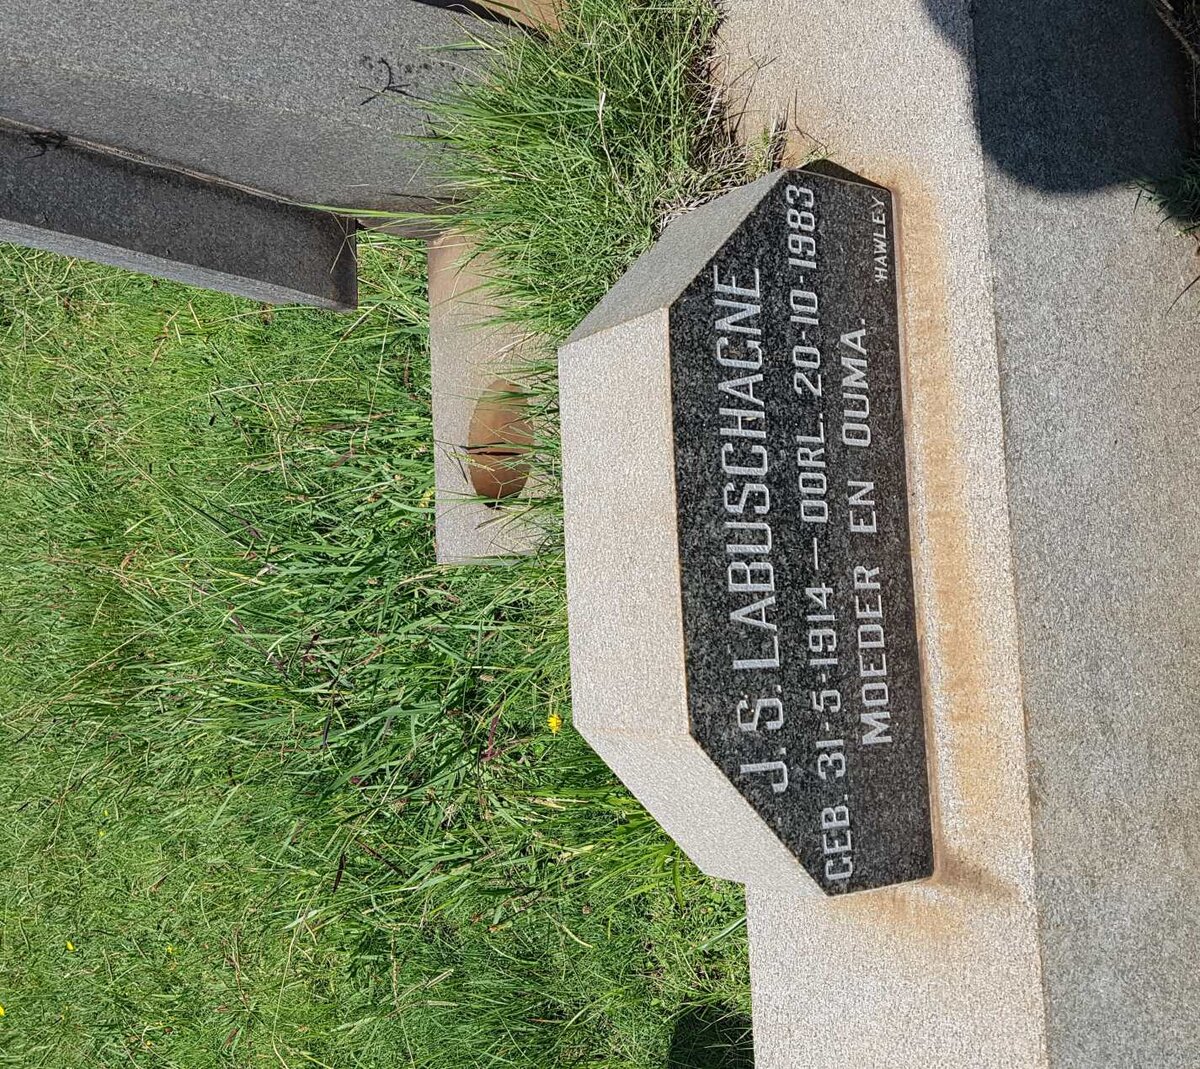 J. S. LABUSCHAGNE
GEB. 31-5-1914 — OORL. 20-10-1983
MOEDER EN OUMA.
HAWLEY